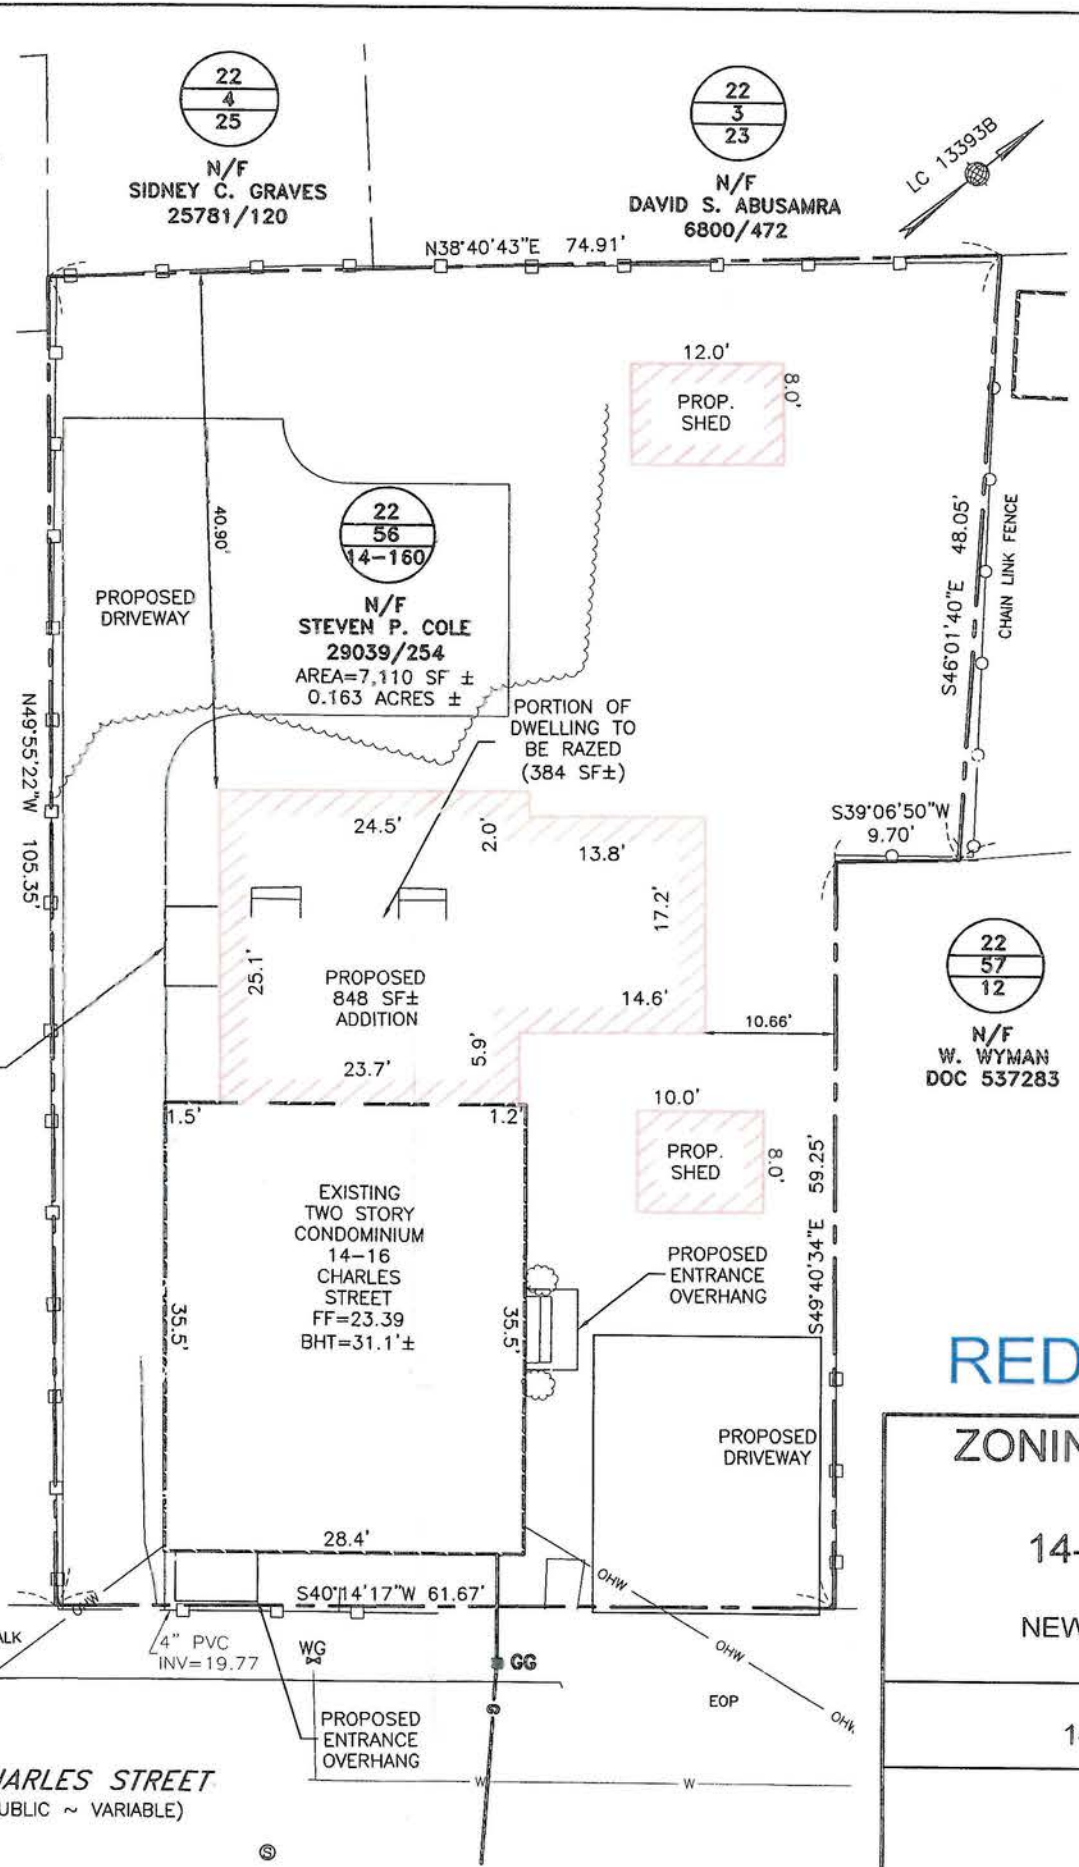 22
4
25
N/F
SIDNEY C. GRAVES
25781/120
22
3
23
N/F
DAVID S. ABUSAMRA
6800/472
LC 13393B
N38°40'43"E 74.91'
12.0'
8.0'
PROP.
SHED
40.90'
22
56
14-160
N/F
STEVEN P. COLE
29039/254
AREA=7,110 SF ±
0.163 ACRES ±
PROPOSED
DRIVEWAY
S46°01'40"E 48.05'
CHAIN LINK FENCE
PORTION OF
DWELLING TO
BE RAZED
(384 SF±)
N49°55'22"W 105.35'
S39°06'50"W
9.70'
24.5'
2.0'
13.8'
17.2'
25.1'
PROPOSED
848 SF±
ADDITION
14.6'
10.66'
23.7'
5.9'
22
57
12
N/F
W. WYMAN
DOC 537283
1.5'
1.2'
10.0'
8.0'
PROP.
SHED
S49°40'34"E 59.25'
EXISTING
TWO STORY
CONDOMINIUM
14-16
CHARLES
STREET
FF=23.39
BHT=31.1'±
35.5'
35.5'
PROPOSED
ENTRANCE
OVERHANG
RED
ZONIN
14-
NEW
1
PROPOSED
DRIVEWAY
28.4'
S40°14'17"W 61.67'
OHW
OHW
OHW
OHW
ALK
4" PVC
INV=19.77
WG
GG
G
EOP
PROPOSED
ENTRANCE
OVERHANG
W
W
HARLES STREET
UBLIC ~ VARIABLE)
S